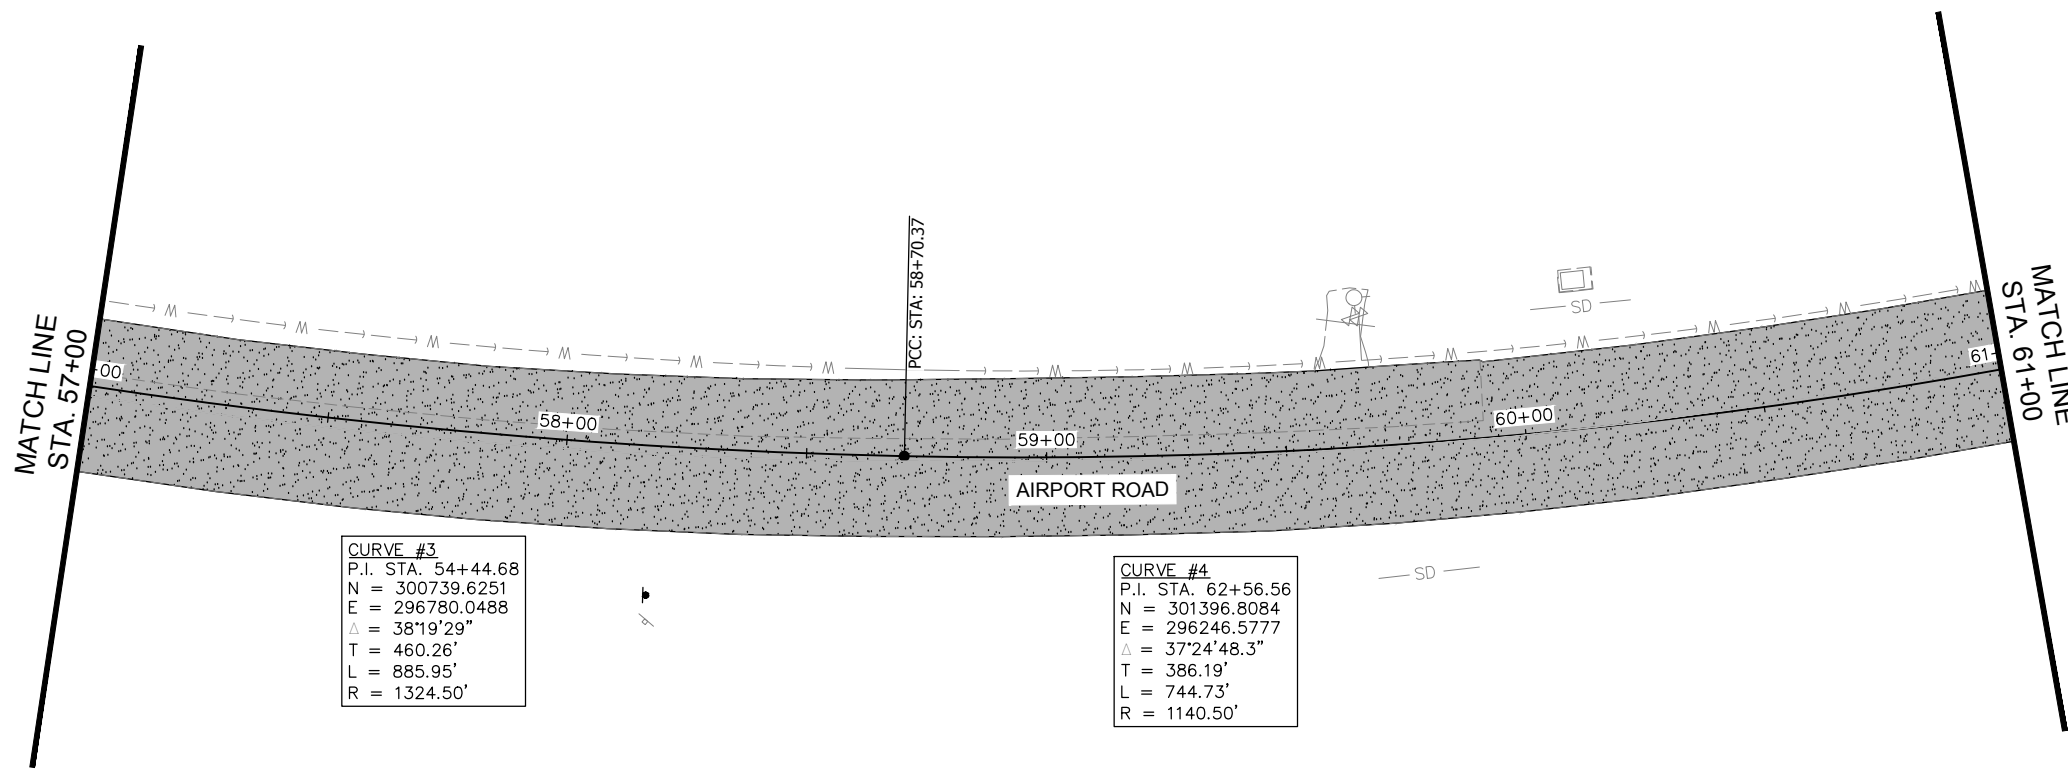 MATCH LINE
STA. 57+00
00
58+00
PCC: STA: 58+70.37
59+00
AIRPORT ROAD
60+00
61+
MATCH LINE
STA. 61+00
W W W W W W W W W W W W W W
SD
SD
CURVE #3
P.I. STA. 54+44.68
N = 300739.6251
E = 296780.0488
Δ = 38°19'29"
T = 460.26'
L = 885.95'
R = 1324.50'
CURVE #4
P.I. STA. 62+56.56
N = 301396.8084
E = 296246.5777
Δ = 37°24'48.3"
T = 386.19'
L = 744.73'
R = 1140.50'